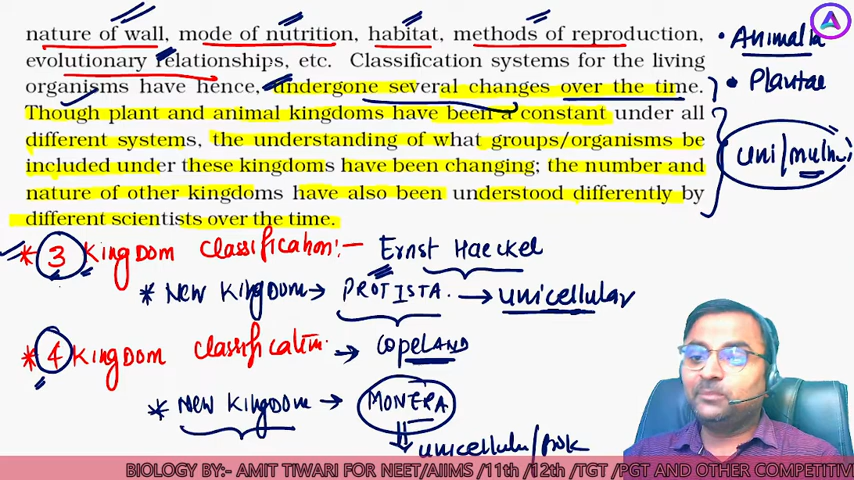 nature of wall, mode of nutrition, habitat, methods of reproduction,
evolutionary relationships, etc. Classification systems for the living
organisms have hence, undergone several changes over the time.
Though plant and animal kingdoms have been a constant under all
different systems, the understanding of what groups/organisms be
included under these kingdoms have been changing; the number and
nature of other kingdoms have also been understood differently by
different scientists over the time.
• Animalia
• Plantae
uni/
* 3 Kingdom Classification:- Ernst Haeckel
* New Kingdom → PROTISTA. → unicellular
* 4 Kingdom → Copeland
* New Kingdom → MONERA
BIOLOGY BY:- AMIT TIWARI FOR NEET/AIIMS /11th /12th /TGT /PGT AND OTHER COMPETITIVE